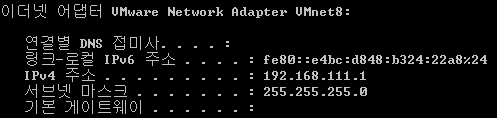 이더넷 어댑터 VMware Network Adapter VMnet8:
연결별 DNS 접미사. . . . :
링크-로컬 IPv6 주소 . . . . : fe80::e4bc:d848:b324:22a8%24
IPv4 주소 . . . . . . . . . : 192.168.111.1
서브넷 마스크 . . . . . . . : 255.255.255.0
기본 게이트웨이 . . . . . . :